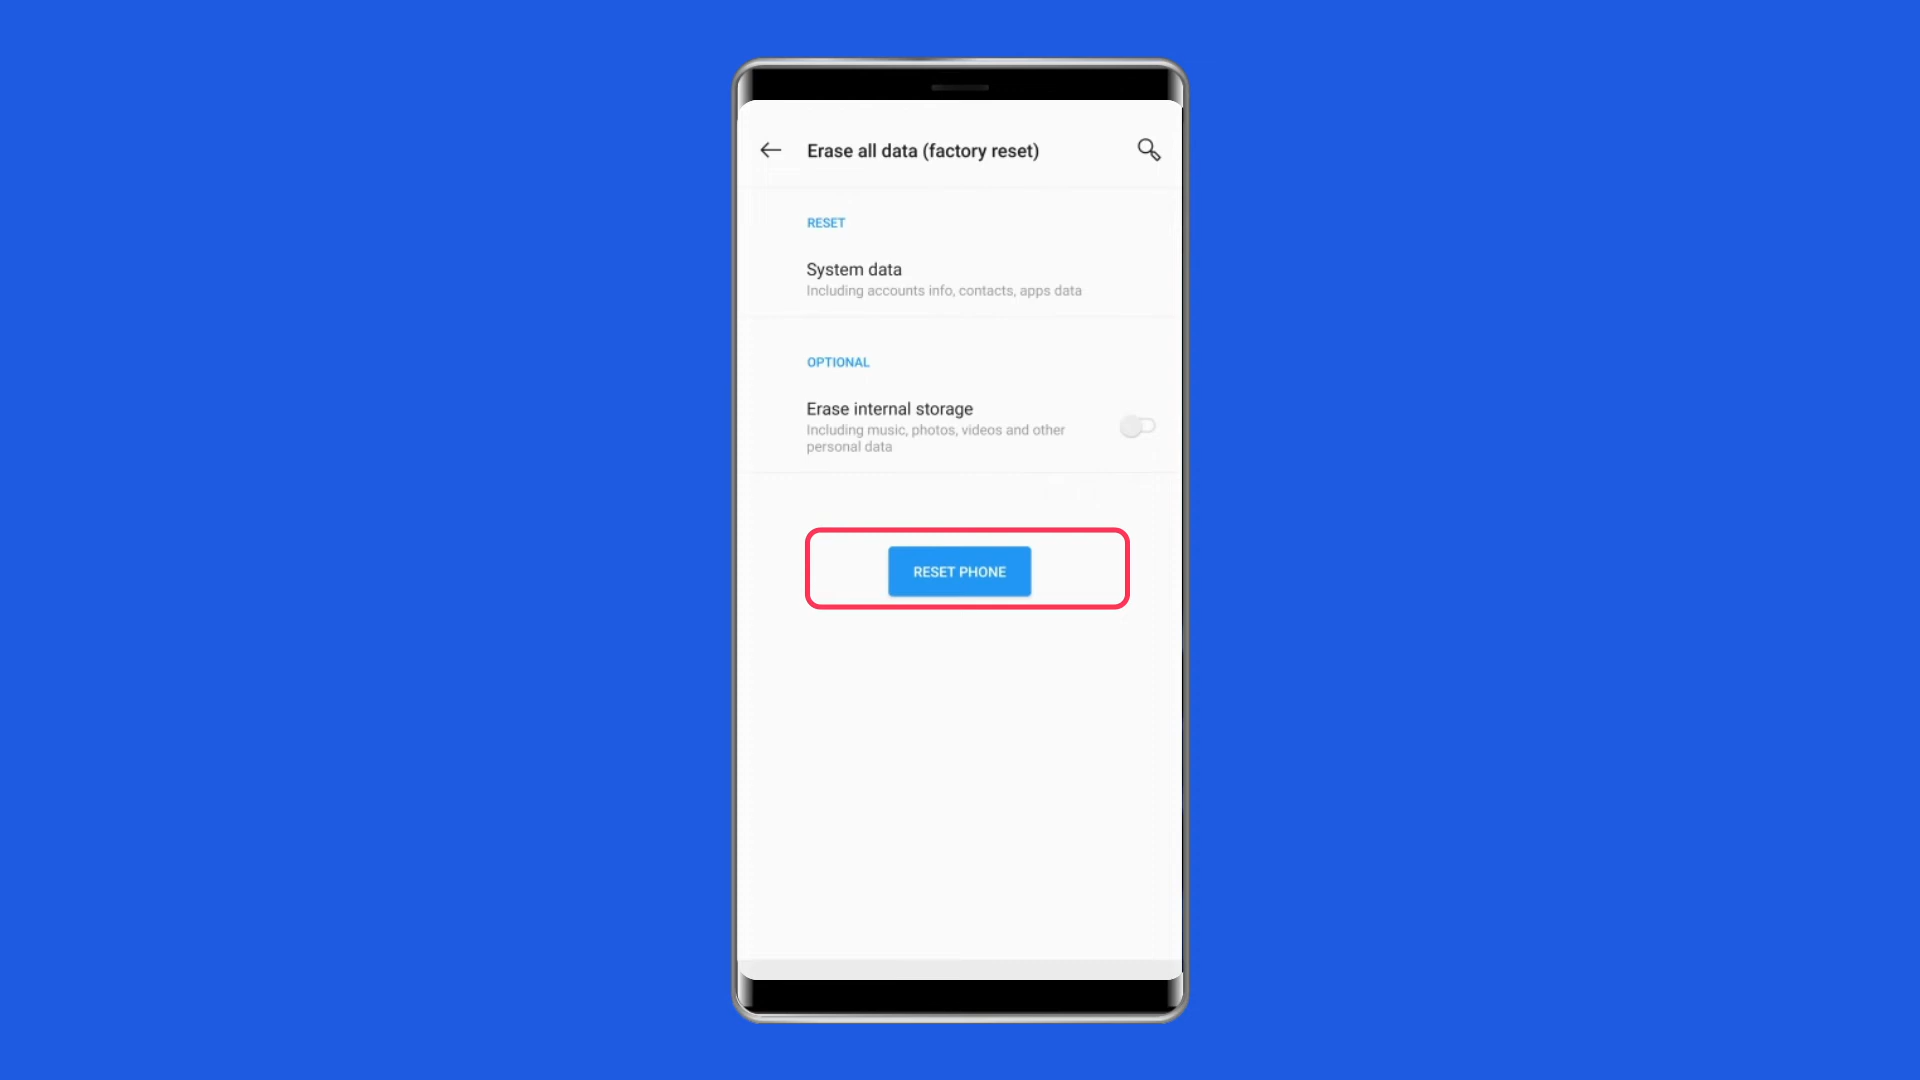 Erase all data (factory reset)
RESET
System data
Including accounts info, contacts, apps data
OPTIONAL
Erase internal storage
Including music, photos, videos and other
personal data
RESET PHONE